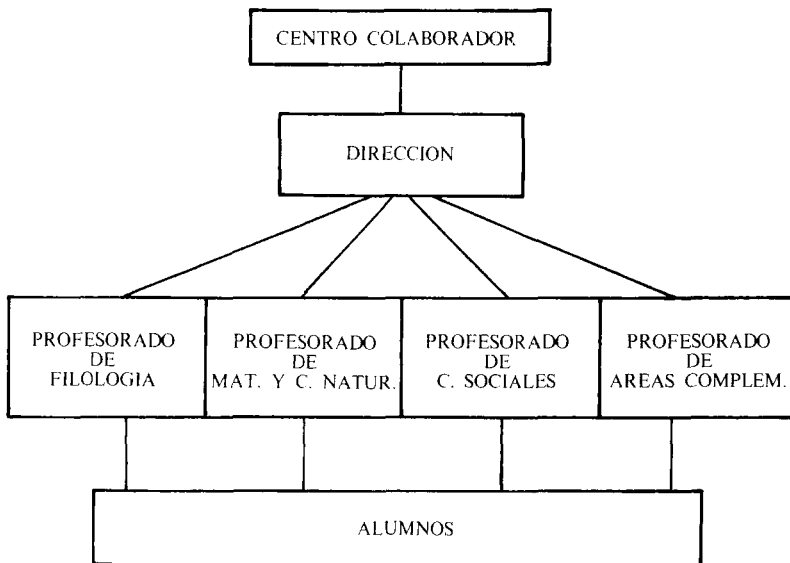 CENTRO COLABORADOR
DIRECCION
PROFESORADO
DE
FILOLOGIA
PROFESORADO
DE
MAT. Y C. NATUR.
PROFESORADO
DE
C. SOCIALES
PROFESORADO
DE
AREAS COMPLEM.
ALUMNOS